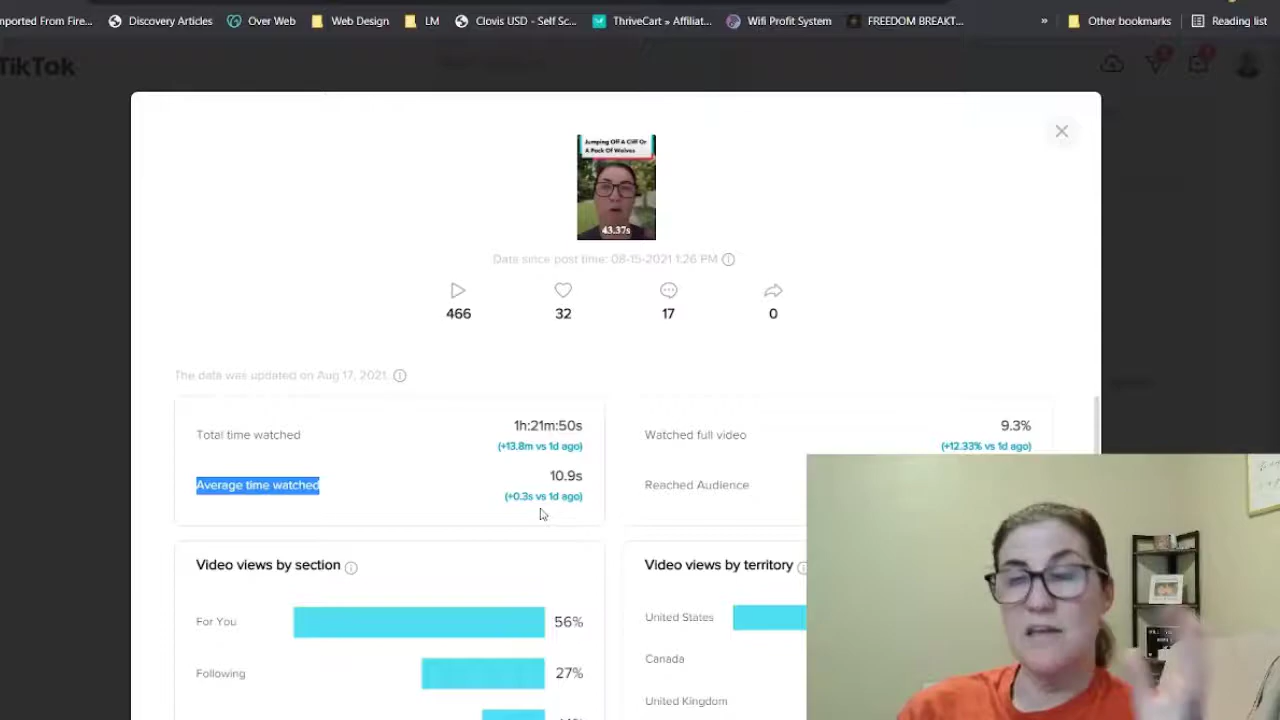 mported From Fire... Discovery Articles Over Web Web Design LM Clovis USD - Self Sc... ThriveCart » Affiliat... Wifi Profit System FREEDOM BREAKT... » Other bookmarks Reading list
TikTok
Jumping Off A Cliff Or
A Pack Of Wolves
43.37s
Data since post time: 08-15-2021 1:26 PM
466 32 17 0
The data was updated on Aug 17, 2021.
Total time watched 1h:21m:50s
(+13.8m vs 1d ago)
Average time watched 10.9s
(+0.3s vs 1d ago)
Watched full video 9.3%
(+12.33% vs 1d ago)
Reached Audience
Video views by section
For You 56%
Following 27%
Video views by territory
United States
Canada
United Kingdom